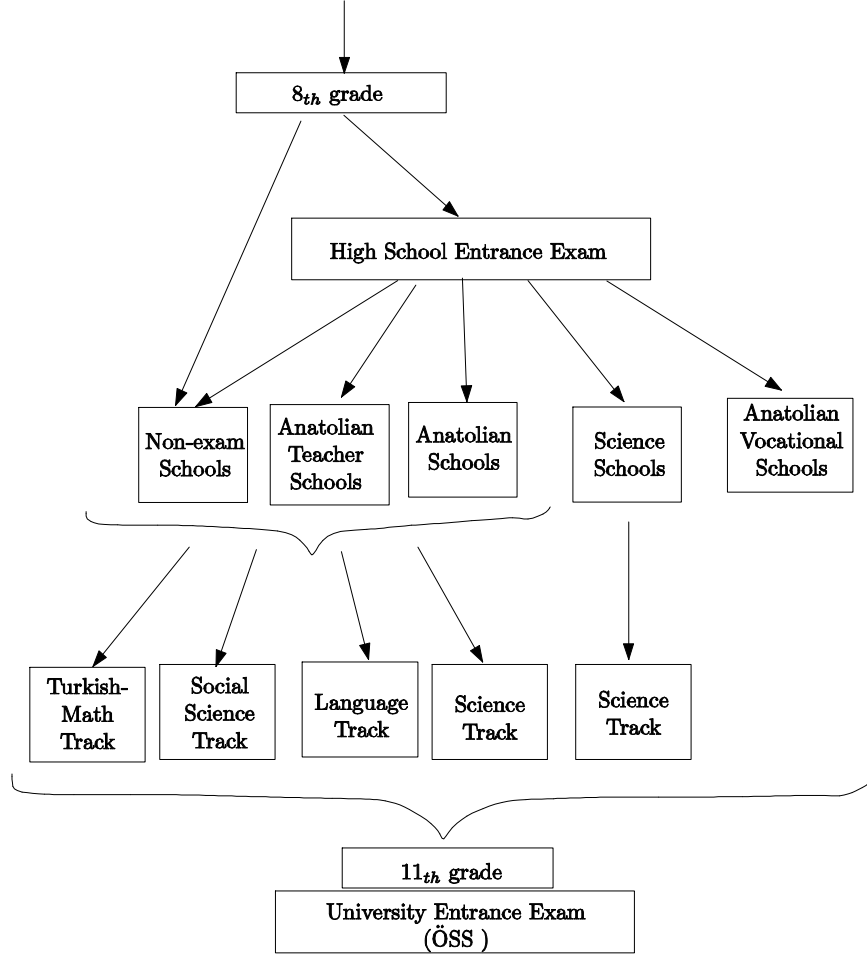 8th grade
High School Entrance Exam
Non-exam
Schools
Anatolian
Teacher
Schools
Anatolian
Schools
Science
Schools
Anatolian
Vocational
Schools
Turkish-
Math
Track
Social
Science
Track
Language
Track
Science
Track
Science
Track
11th grade
University Entrance Exam
(ÖSS )